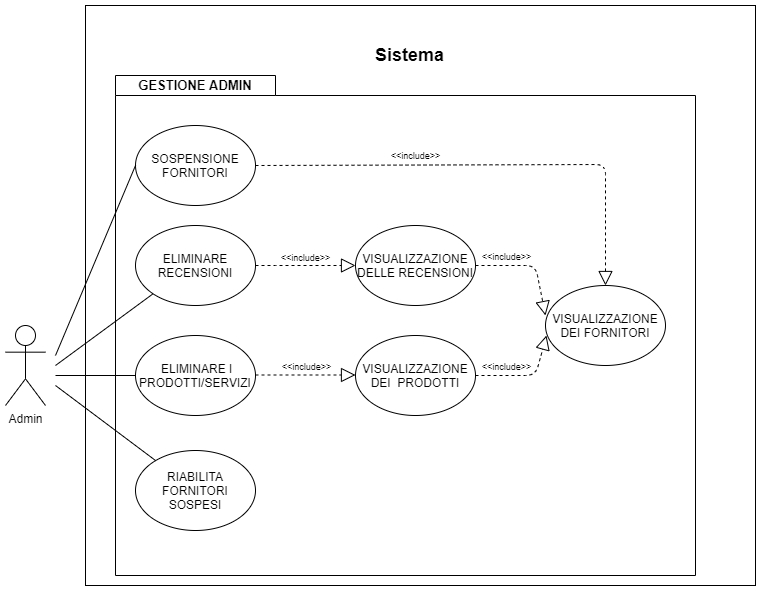 Sistema
GESTIONE ADMIN
SOSPENSIONE
FORNITORI
<<include>>
ELIMINARE
RECENSIONI
<<include>>
VISUALIZZAZIONE
DELLE RECENSIONI
<<include>>
VISUALIZZAZIONE
DEI FORNITORI
ELIMINARE I
PRODOTTI/SERVIZI
<<include>>
VISUALIZZAZIONE
DEI PRODOTTI
<<include>>
Admin
RIABILITA
FORNITORI
SOSPESI